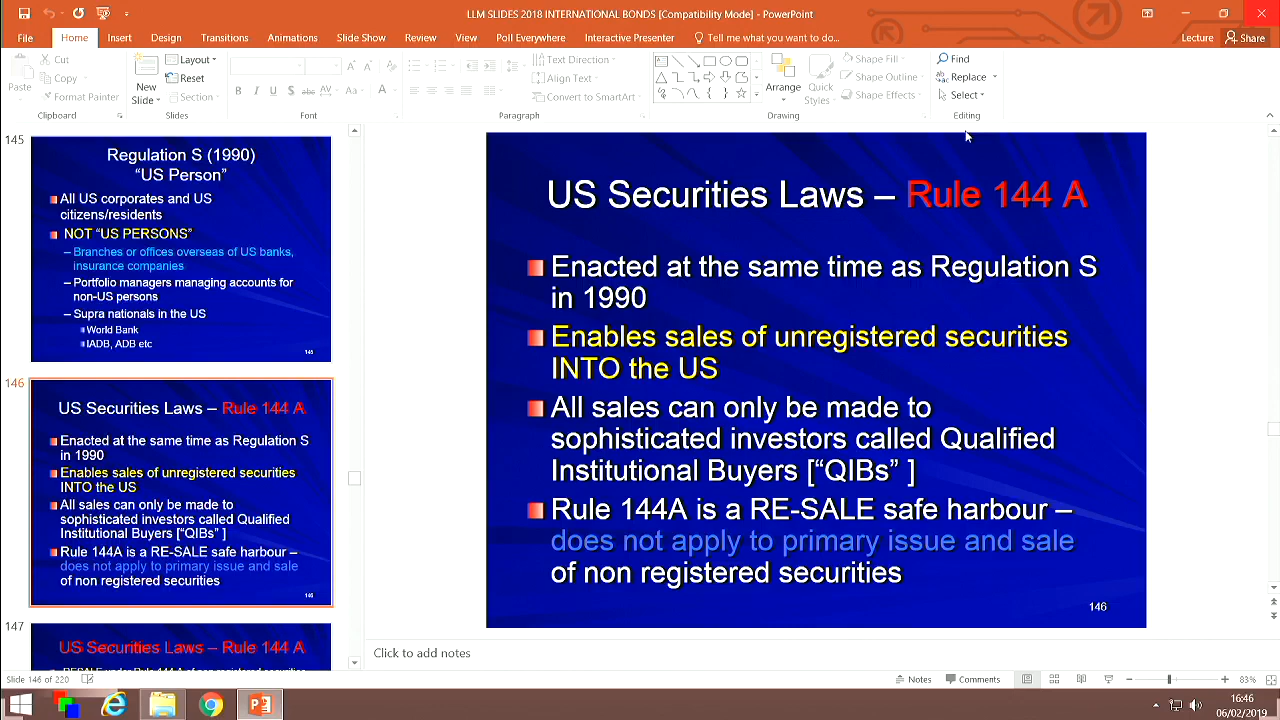 LLM SLIDES 2018 INTERNATIONAL BONDS [Compatibility Mode] - PowerPoint
File Home Insert Design Transitions Animations Slide Show Review View Poll Everywhere Interactive Presenter Tell me what you want to do... Lecture Share
Paste
Cut
Copy
Format Painter
Clipboard
New
Slide
Layout
Reset
Section
Slides
B I U S abc AV Aa A
Font
Text Direction
Align Text
Convert to SmartArt
Paragraph
Arrange
Quick
Styles
Shape Fill
Shape Outline
Shape Effects
Drawing
Find
Replace
Select
Editing
145
Regulation S (1990)
“US Person”
All US corporates and US
citizens/residents
NOT “US PERSONS”
– Branches or offices overseas of US banks,
insurance companies
– Portfolio managers managing accounts for
non-US persons
– Supra nationals in the US
World Bank
IADB, ADB etc
145
146
US Securities Laws – Rule 144 A
Enacted at the same time as Regulation S
in 1990
Enables sales of unregistered securities
INTO the US
All sales can only be made to
sophisticated investors called Qualified
Institutional Buyers [“QIBs” ]
Rule 144A is a RE-SALE safe harbour –
does not apply to primary issue and sale
of non registered securities
146
147
US Securities Laws – Rule 144 A
RESALE under Rule 144 A of non registered securities
US Securities Laws – Rule 144 A
Enacted at the same time as Regulation S
in 1990
Enables sales of unregistered securities
INTO the US
All sales can only be made to
sophisticated investors called Qualified
Institutional Buyers [“QIBs” ]
Rule 144A is a RE-SALE safe harbour –
does not apply to primary issue and sale
of non registered securities
146
Click to add notes
Slide 146 of 220 Notes Comments 83%
16:46
06/02/2019